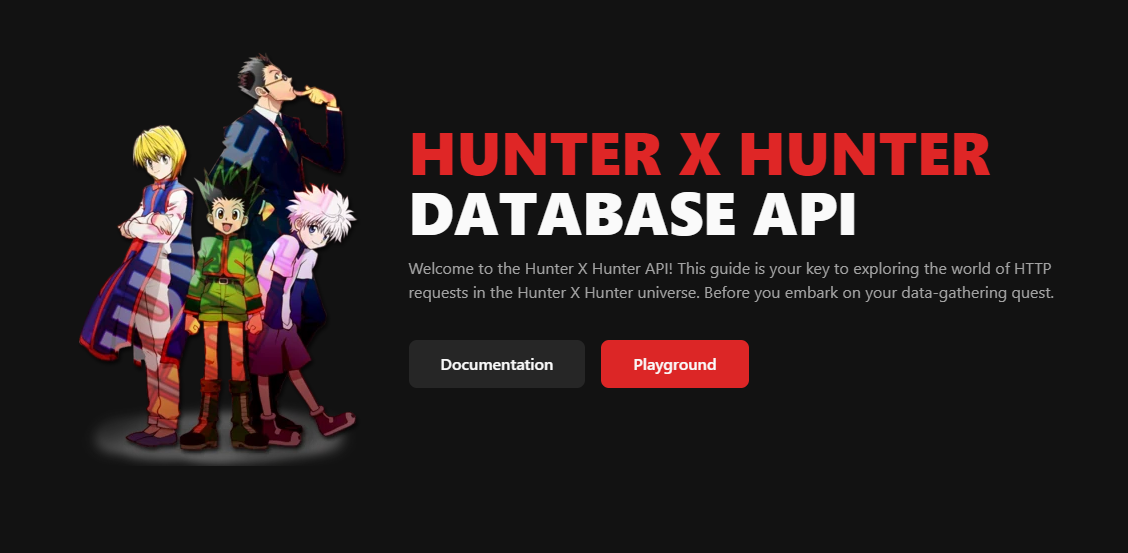 HUNTER X HUNTER
DATABASE API
Welcome to the Hunter X Hunter API! This guide is your key to exploring the world of HTTP
requests in the Hunter X Hunter universe. Before you embark on your data-gathering quest.
Documentation
Playground